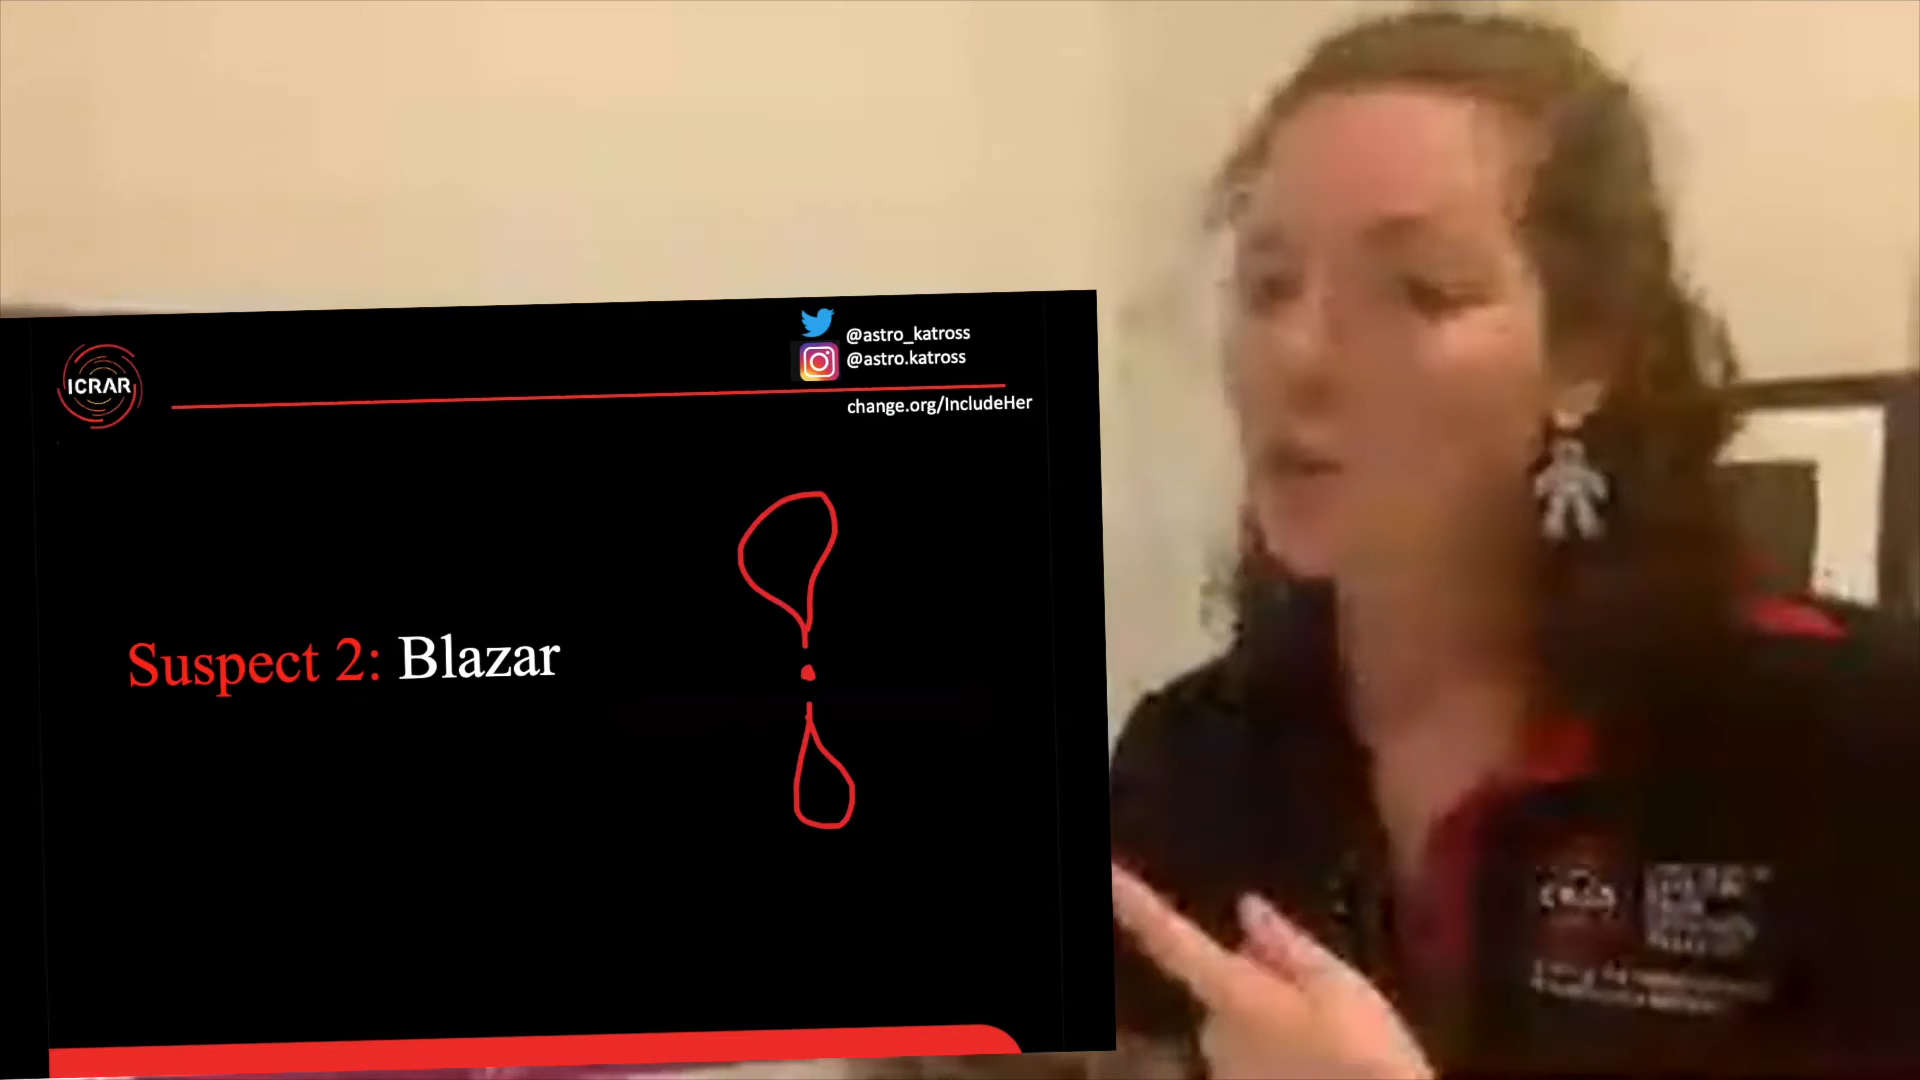 @astro_katross
@astro.katross
ICRAR
change.org/IncludeHer
Suspect 2: Blazar